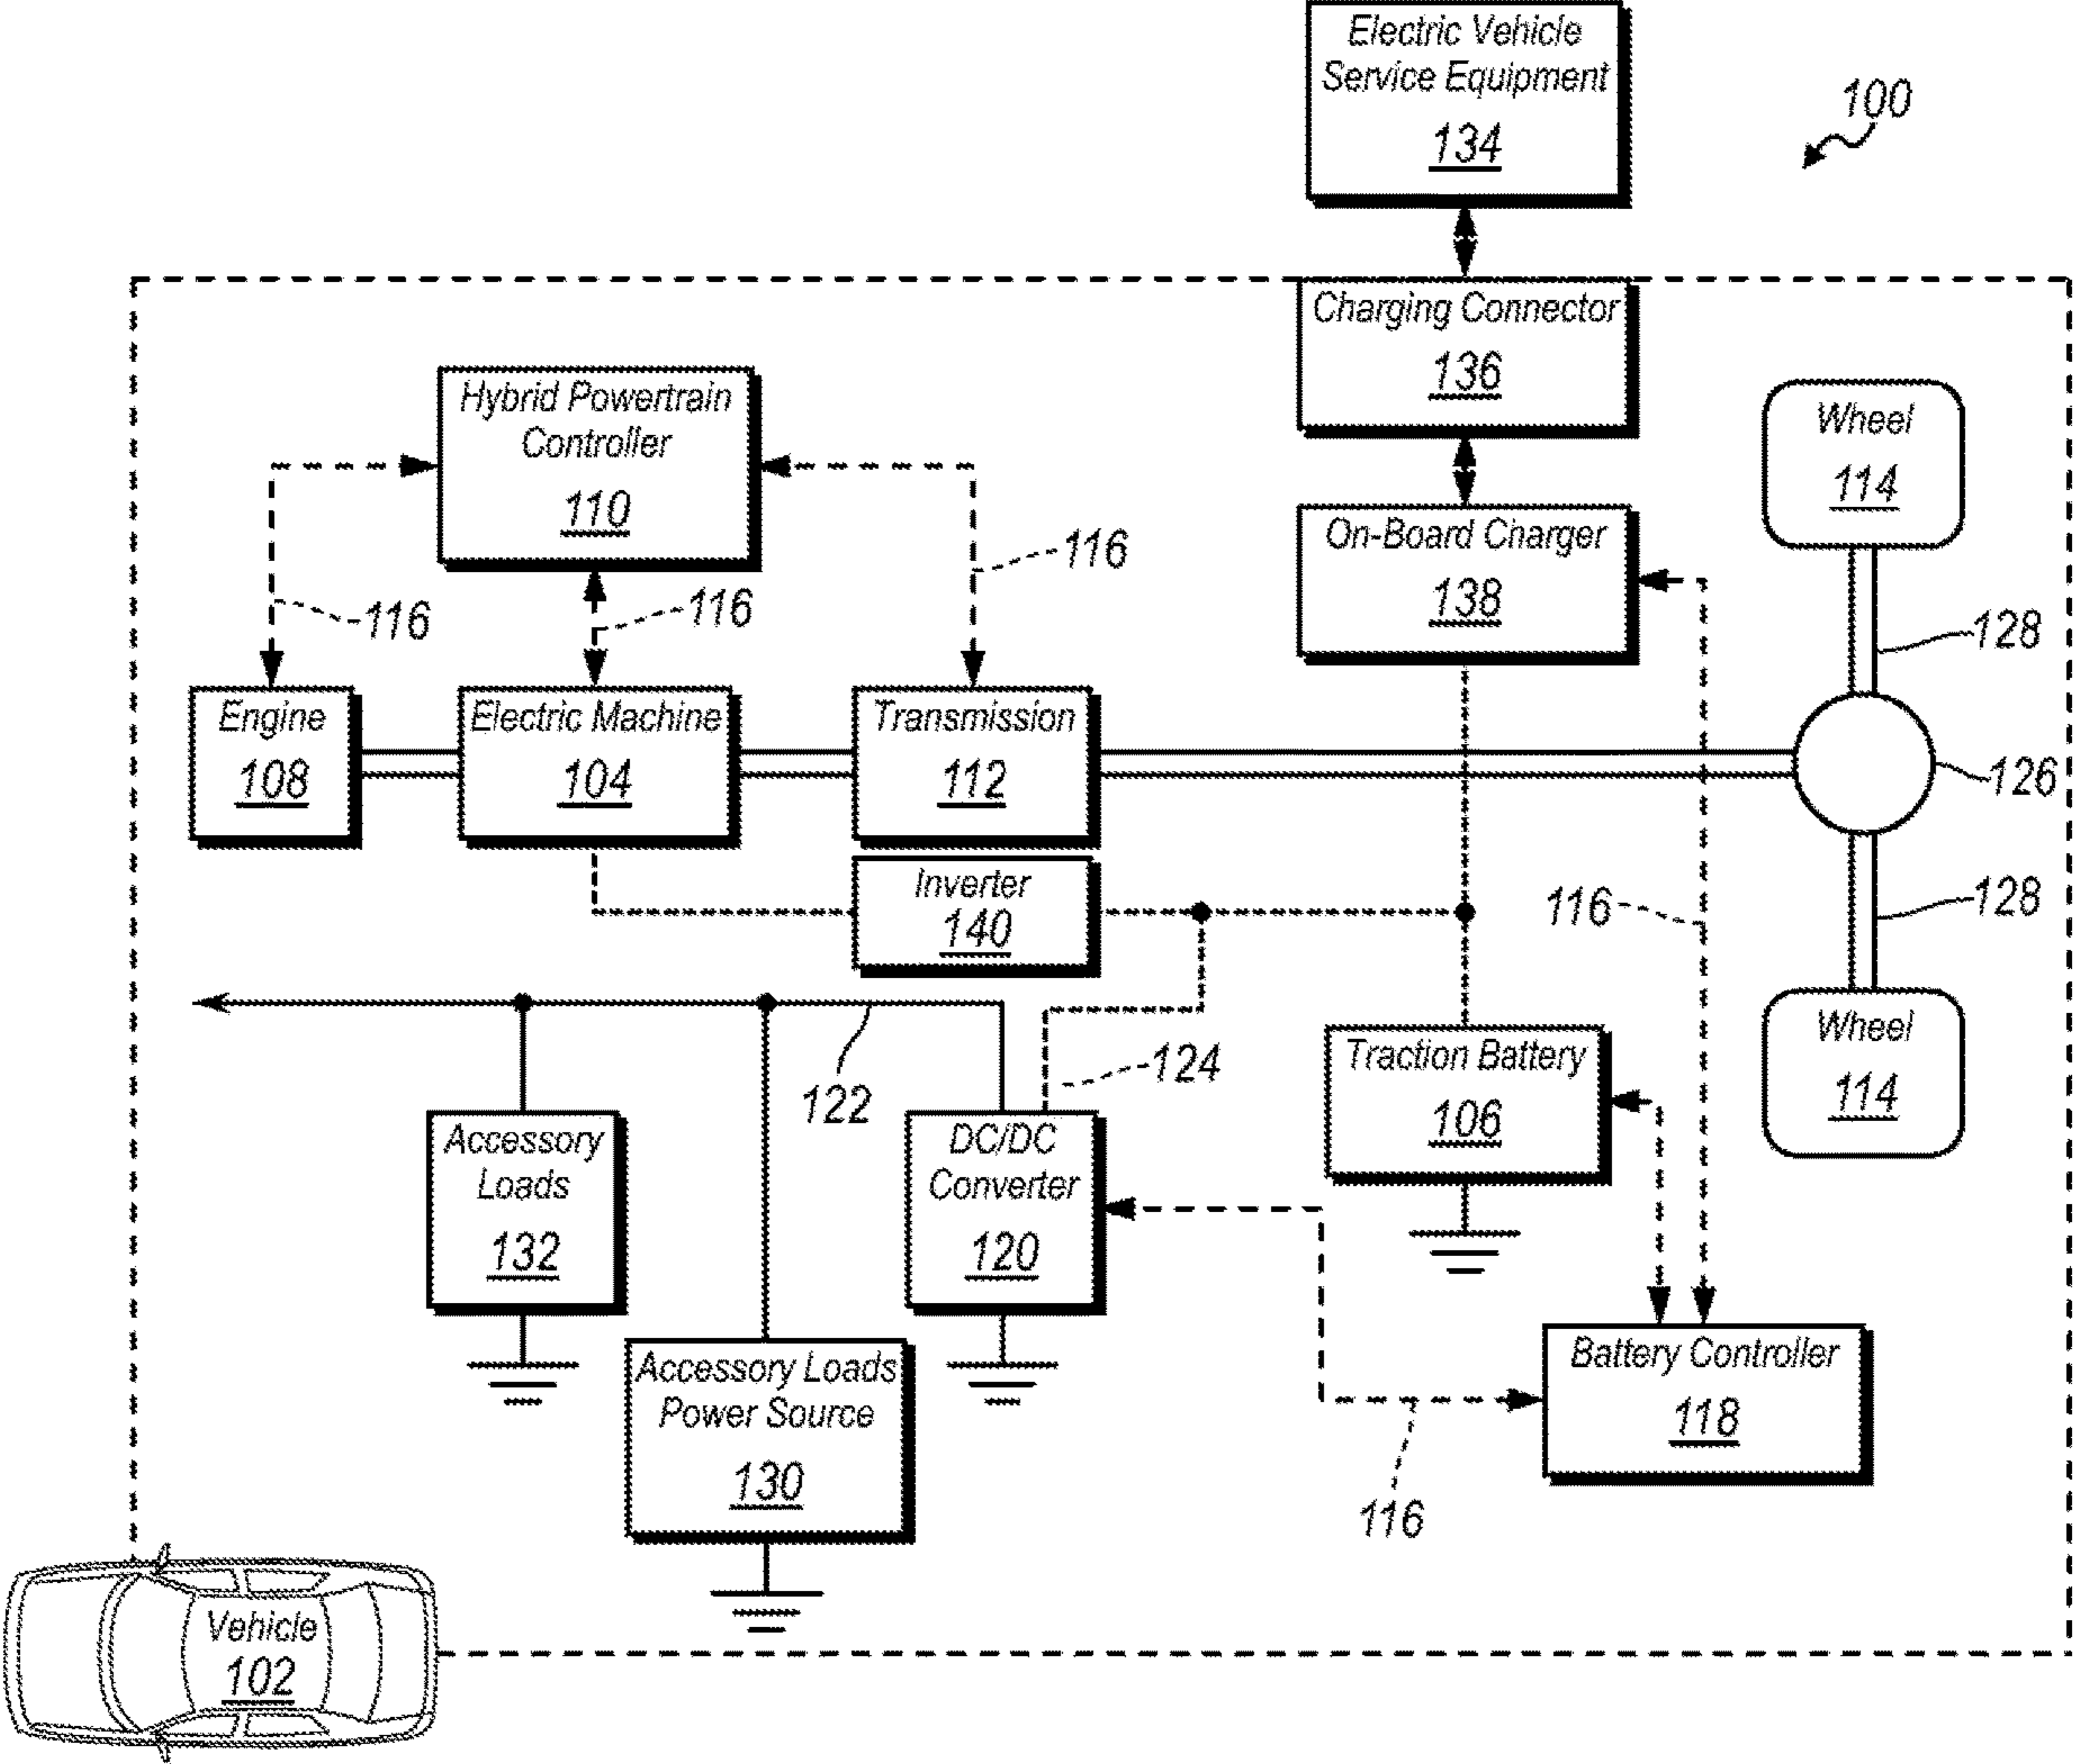 Electric Vehicle
Service Equipment
134
100
Charging Connector
136
Hybrid Powertrain
Controller
110
Wheel
114
On-Board Charger
138
116
116
116
128
Engine
108
Electric Machine
104
Transmission
112
126
Inverter
140
116
128
Wheel
114
Traction Battery
106
124
122
Accessory
Loads
132
DC/DC
Converter
120
Accessory Loads
Power Source
130
Battery Controller
118
116
Vehicle
102